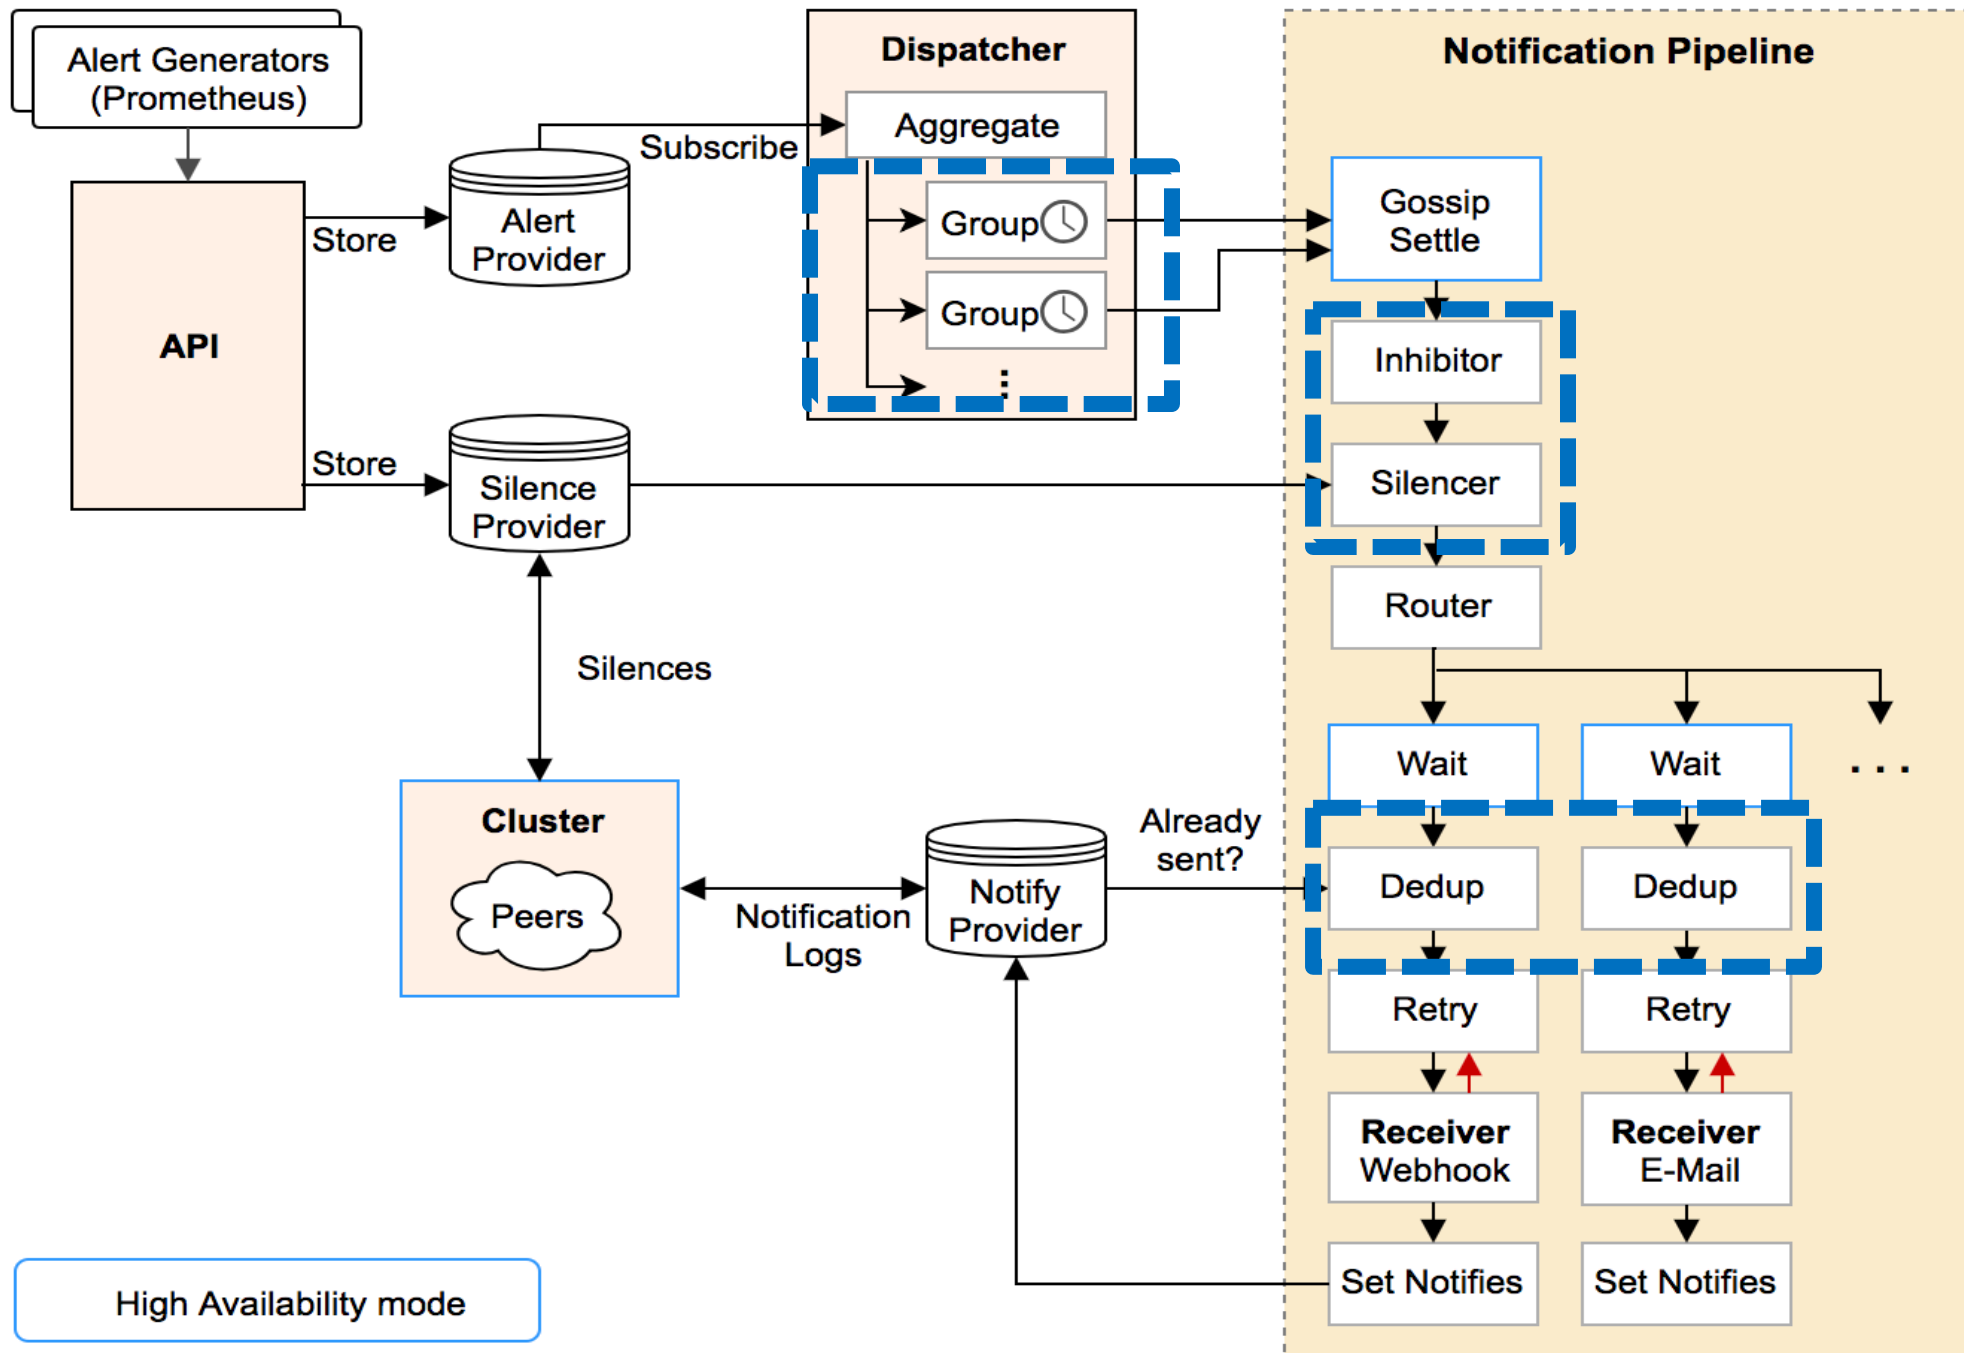 Alert Generators
(Prometheus)
API
Store
Alert
Provider
Subscribe
Dispatcher
Aggregate
Group
Group
Store
Silence
Provider
Silences
Cluster
Peers
Notification
Logs
Notify
Provider
Already
sent?
Notification Pipeline
Gossip
Settle
Inhibitor
Silencer
Router
Wait
Wait
. . .
Dedup
Dedup
Retry
Retry
Receiver
Webhook
Receiver
E-Mail
Set Notifies
Set Notifies
High Availability mode